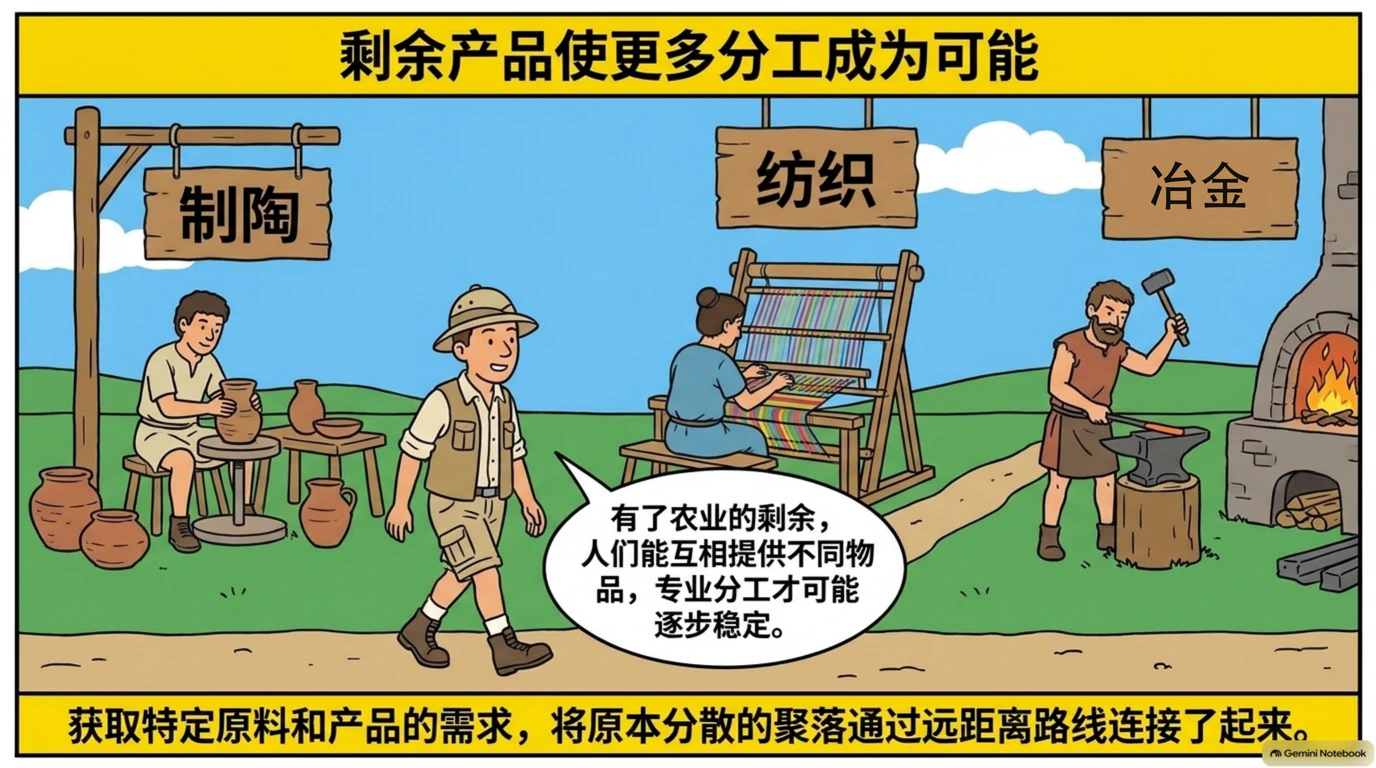 剩余产品使更多分工成为可能
制陶
纺织
冶金
有了农业的剩余，
人们能互相提供不同物
品，专业分工才可能
逐步稳定。
获取特定原料和产品的需求，将原本分散的聚落通过远距离路线连接了起来。
Gemini Notebook